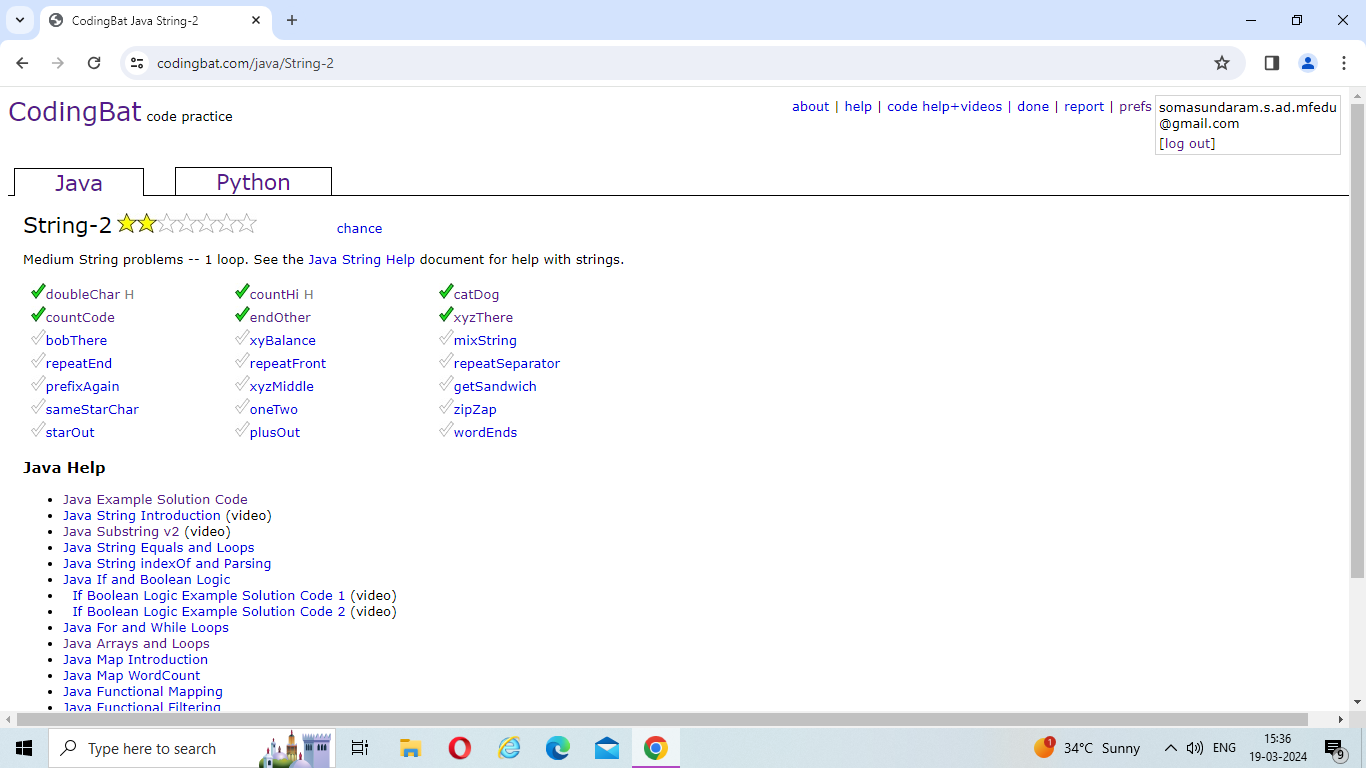 CodingBat Java String-2
codingbat.com/java/String-2
CodingBat code practice
about | help | code help+videos | done | report | prefs
somasundaram.s.ad.mfedu
@gmail.com
[log out]
Java Python
String-2 chance
Medium String problems -- 1 loop. See the Java String Help document for help with strings.
doubleChar H countHi H catDog
countCode endOther xyzThere
bobThere xyBalance mixString
repeatEnd repeatFront repeatSeparator
prefixAgain xyzMiddle getSandwich
sameStarChar oneTwo zipZap
starOut plusOut wordEnds
Java Help
Java Example Solution Code
Java String Introduction (video)
Java Substring v2 (video)
Java String Equals and Loops
Java String indexOf and Parsing
Java If and Boolean Logic
If Boolean Logic Example Solution Code 1 (video)
If Boolean Logic Example Solution Code 2 (video)
Java For and While Loops
Java Arrays and Loops
Java Map Introduction
Java Map WordCount
Java Functional Mapping
Java Functional Filtering
Type here to search
1
34°C Sunny
ENG
15:36
19-03-2024
9